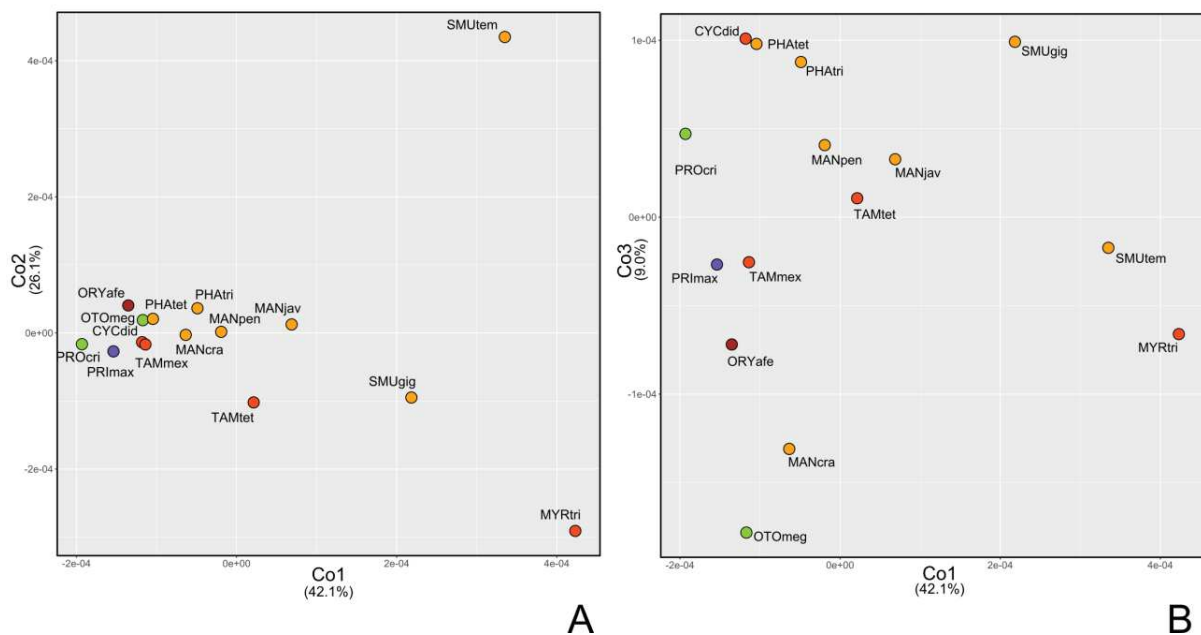 SMUtem
4e-04
2e-04
Co2
(26.1%)
ORYafe
PHAtet
PHAtri
MANjav
OTOmeg
MANpen
CYCdid
0e+00
PROcri
PRImax
TAMmex
MANcra
SMUgig
TAMtet
-2e-04
MYRtri
-2e-04
0e+00
2e-04
4e-04
Co1
(42.1%)
A
CYCdid
1e-04
PHAtet
PHAtri
SMUgig
PROcri
MANpen
MANjav
TAMtet
0e+00
Co3
(9.0%)
PRImax
TAMmex
SMUtem
MYRtri
ORYafe
-1e-04
MANcra
OTOmeg
-2e-04
0e+00
2e-04
4e-04
Co1
(42.1%)
B